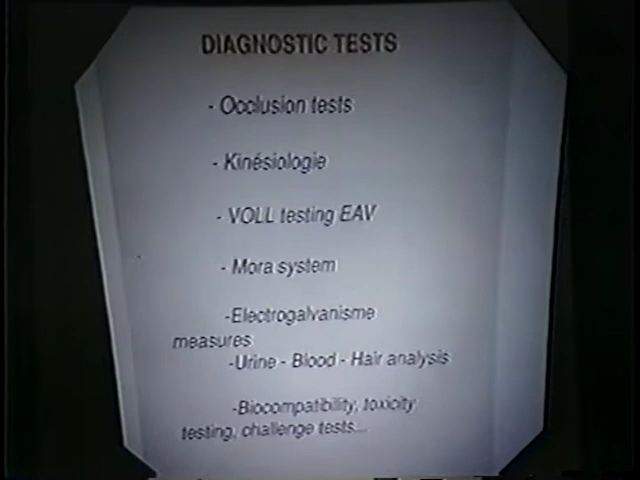 DIAGNOSTIC TESTS
- Occlusion tests
- Kinésiologie
- VOLL testing EAV
- Mora system
-Electrogalvanisme
measures
-Urine - Blood - Hair analysis
-Biocompatibility, toxicity
testing, challenge tests...